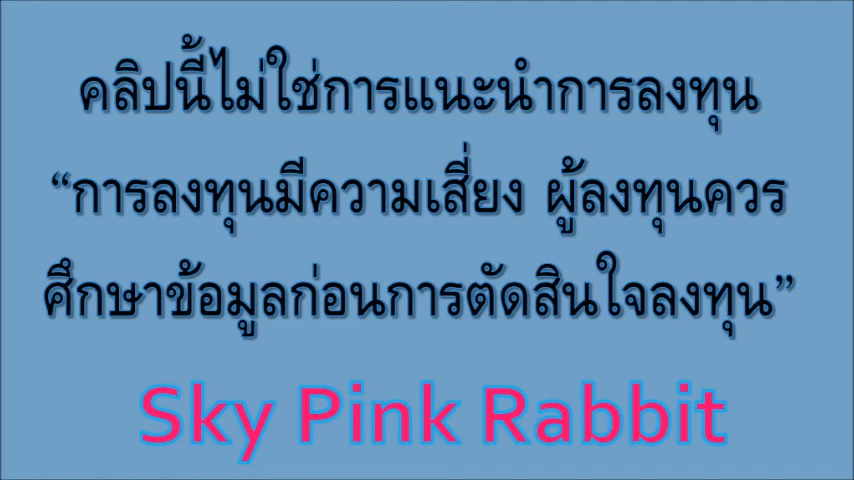 คลิปนี้ไม่ใช่การแนะนำการลงทุน
“การลงทุนมีความเสี่ยง ผู้ลงทุนควร
ศึกษาข้อมูลก่อนการตัดสินใจลงทุน”
Sky Pink Rabbit